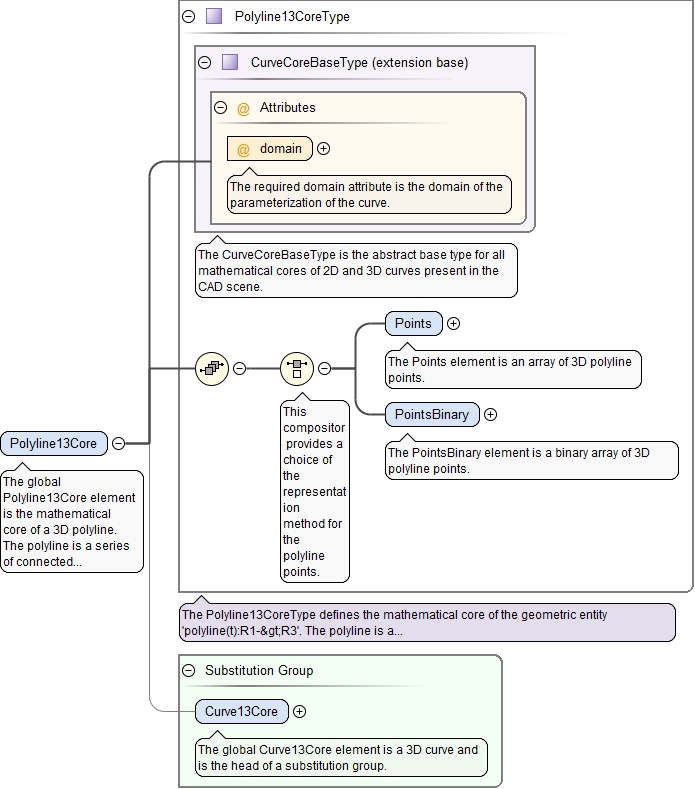 Polyline13CoreType
CurveCoreBaseType (extension base)
@ Attributes
@ domain
The required domain attribute is the domain of the
parameterization of the curve.
The CurveCoreBaseType is the abstract base type for all
mathematical cores of 2D and 3D curves present in the
CAD scene.
Points
The Points element is an array of 3D polyline
points.
PointsBinary
The PointsBinary element is a binary array of 3D
polyline points.
This
compositor
provides a
choice of
the
representat
ion
method for
the
polyline
points.
Polyline13Core
The global
Polyline13Core element
is the mathematical
core of a 3D polyline.
The polyline is a series
of connected...
The Polyline13CoreType defines the mathematical core of the geometric entity
'polyline(t):R1-&gt;R3'. The polyline is a...
Substitution Group
Curve13Core
The global Curve13Core element is a 3D curve and
is the head of a substitution group.